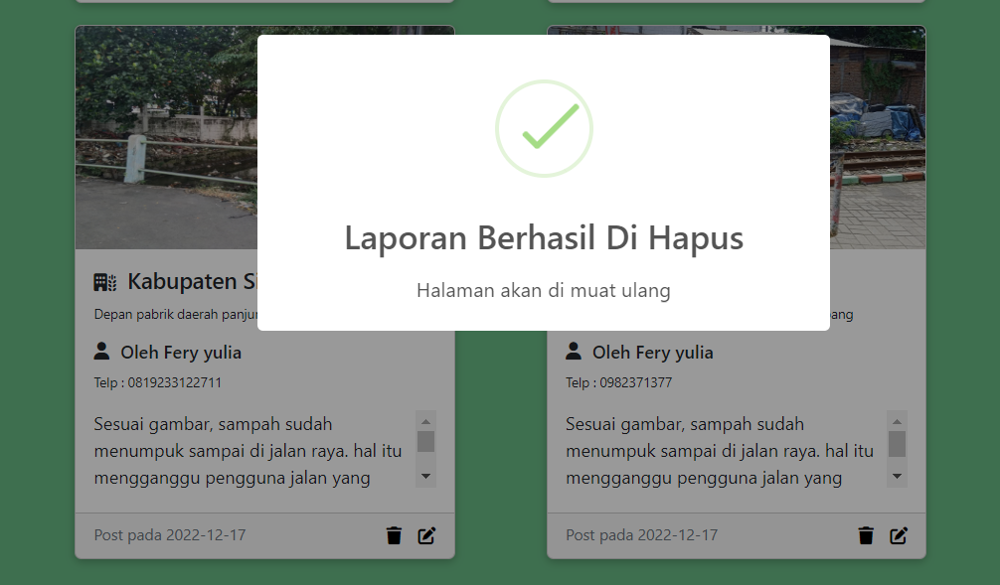 Laporan Berhasil Di Hapus
Halaman akan di muat ulang
Kabupaten
Depan pabrik daerah
Oleh Fery yulia
Telp : 0819233122711
Sesuai gambar, sampah sudah
menumpuk sampai di jalan raya. hal itu
mengganggu pengguna jalan yang
Post pada 2022-12-17
Oleh Fery yulia
Telp : 0982371377
Sesuai gambar, sampah sudah
menumpuk sampai di jalan raya. hal itu
mengganggu pengguna jalan yang
Post pada 2022-12-17